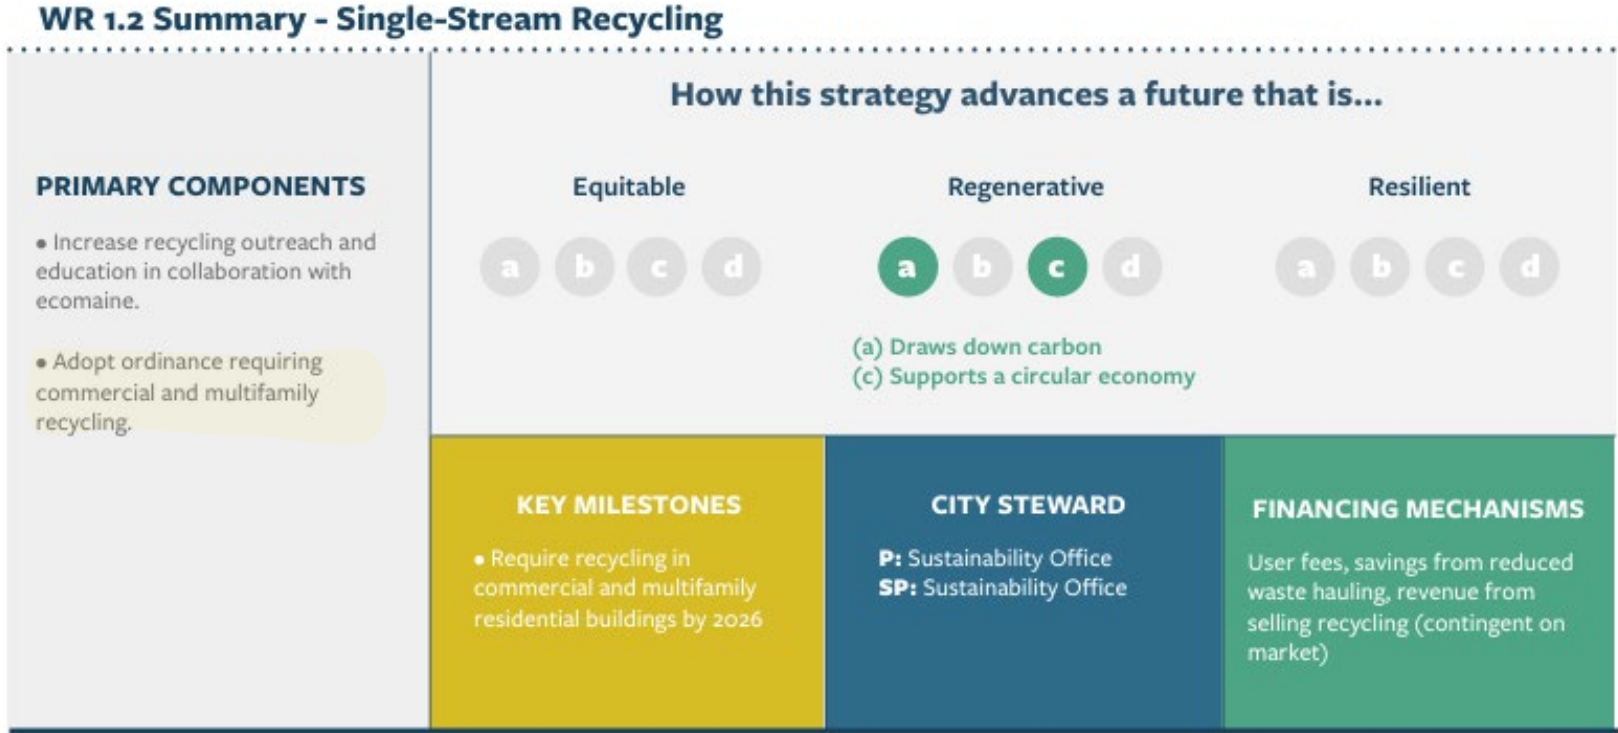 WR 1.2 Summary - Single-Stream Recycling
How this strategy advances a future that is...
PRIMARY COMPONENTS
• Increase recycling outreach and
education in collaboration with
ecomaine.
• Adopt ordinance requiring
commercial and multifamily
recycling.
Equitable
a b c d
Regenerative
a b c d
(a) Draws down carbon
(c) Supports a circular economy
Resilient
a b c d
KEY MILESTONES
• Require recycling in
commercial and multifamily
residential buildings by 2026
CITY STEWARD
P: Sustainability Office
SP: Sustainability Office
FINANCING MECHANISMS
User fees, savings from reduced
waste hauling, revenue from
selling recycling (contingent on
market)